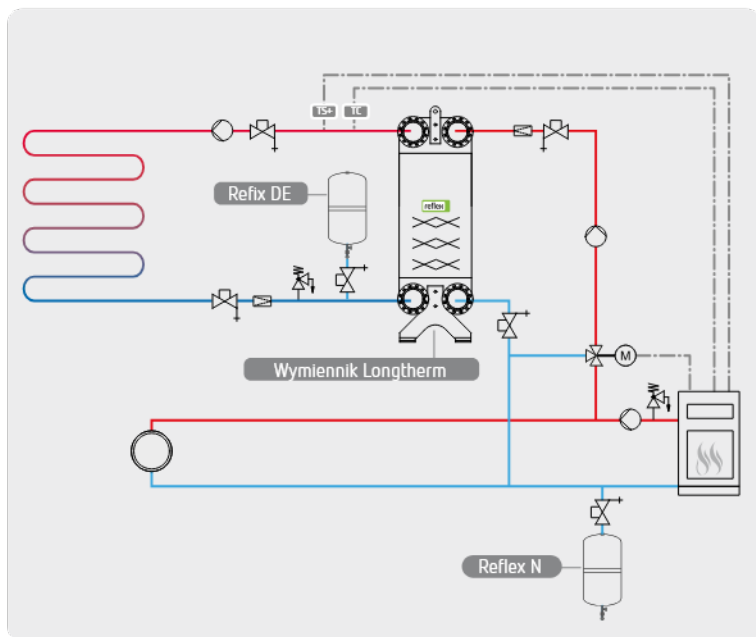 TS+ TC
Refix DE
reflex
Wymiennik Longtherm
M
Reflex N